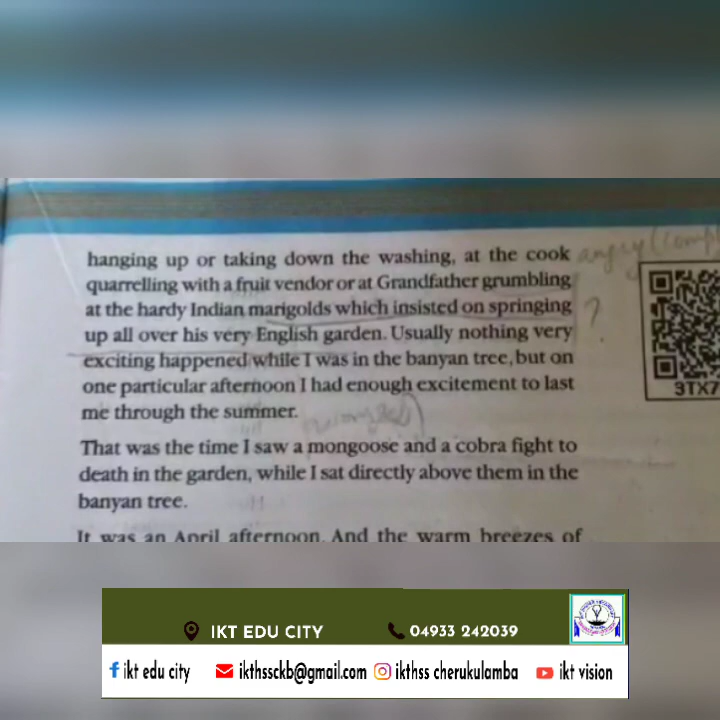 hanging up or taking down the washing, at the cook
quarrelling with a fruit vendor or at Grandfather grumbling
at the hardy Indian marigolds which insisted on springing
up all over his very English garden. Usually nothing very
exciting happened while I was in the banyan tree, but on
one particular afternoon I had enough excitement to last
me through the summer.
That was the time I saw a mongoose and a cobra fight to
death in the garden, while I sat directly above them in the
banyan tree.
It was an April afternoon. And the warm breezes of
angry
?
3TX7
IKT EDU CITY 04933 242039
ikt edu city ikthssckb@gmail.com ikthss cherukulamba ikt vision